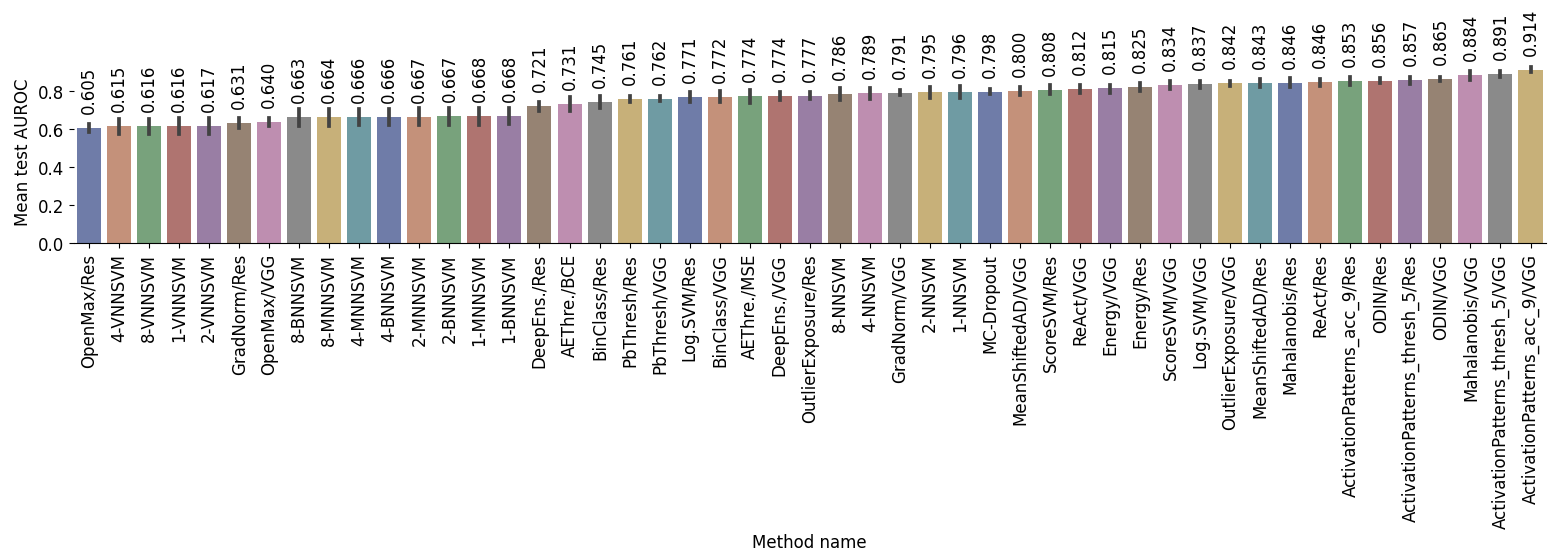 Mean test AUROC
0.8
0.6
0.4
0.2
0.0
0.605
0.615
0.616
0.616
0.617
0.631
0.640
0.663
0.664
0.666
0.666
0.667
0.667
0.668
0.668
0.721
0.731
0.745
0.761
0.762
0.771
0.772
0.774
0.774
0.777
0.786
0.789
0.791
0.795
0.796
0.798
0.800
0.808
0.812
0.815
0.825
0.834
0.837
0.842
0.843
0.846
0.846
0.853
0.856
0.857
0.865
0.884
0.891
0.914
OpenMax/Res
4-VNNSVM
8-VNNSVM
1-VNNSVM
2-VNNSVM
GradNorm/Res
OpenMax/VGG
8-BNNSVM
8-MNNSVM
4-MNNSVM
4-BNNSVM
2-MNNSVM
2-BNNSVM
1-MNNSVM
1-BNNSVM
DeepEns./Res
AEThre./BCE
BinClass/Res
PbThresh/Res
PbThresh/VGG
Log.SVM/Res
BinClass/VGG
AEThre./MSE
DeepEns./VGG
OutlierExposure/Res
8-NNSVM
4-NNSVM
GradNorm/VGG
2-NNSVM
1-NNSVM
MC-Dropout
MeanShiftedAD/VGG
ScoreSVM/Res
ReAct/VGG
Energy/VGG
Energy/Res
ScoreSVM/VGG
Log.SVM/VGG
OutlierExposure/VGG
MeanShiftedAD/Res
Mahalanobis/Res
ReAct/Res
ActivationPatterns_acc_9/Res
ODIN/Res
ActivationPatterns_thresh_5/Res
ODIN/VGG
Mahalanobis/VGG
ActivationPatterns_thresh_5/VGG
ActivationPatterns_acc_9/VGG
Method name